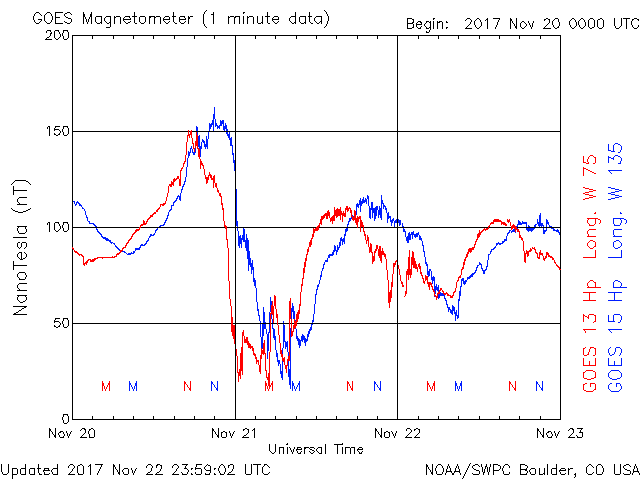 GOES Magnetometer (1 minute data)
Begin: 2017 Nov 20 0000 UTC
200
150
100
50
0
NanoTesla (nT)
M M N N M M N N M M N N
Nov 20 Nov 21 Nov 22 Nov 23
Universal Time
GOES 13 Hp Long. W 75
GOES 15 Hp Long. W 135
Updated 2017 Nov 22 23:59:02 UTC
NOAA/SWPC Boulder, CO USA